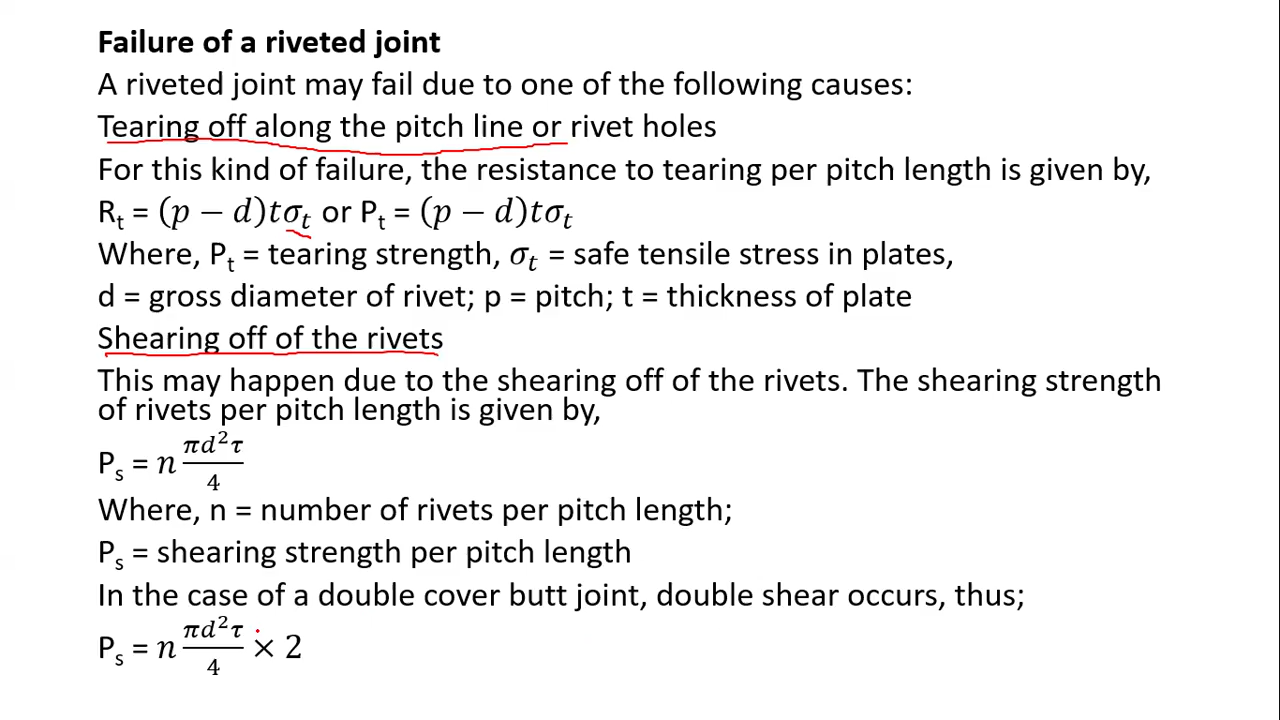 Failure of a riveted joint
A riveted joint may fail due to one of the following causes:
Tearing off along the pitch line or rivet holes
For this kind of failure, the resistance to tearing per pitch length is given by,
Rₜ = (p − d)tσₜ or Pₜ = (p − d)tσₜ
Where, Pₜ = tearing strength, σₜ = safe tensile stress in plates,
d = gross diameter of rivet; p = pitch; t = thickness of plate
Shearing off of the rivets
This may happen due to the shearing off of the rivets. The shearing strength
of rivets per pitch length is given by,
Pₛ = n πd²τ/4
Where, n = number of rivets per pitch length;
Pₛ = shearing strength per pitch length
In the case of a double cover butt joint, double shear occurs, thus;
Pₛ = n πd²τ/4 × 2